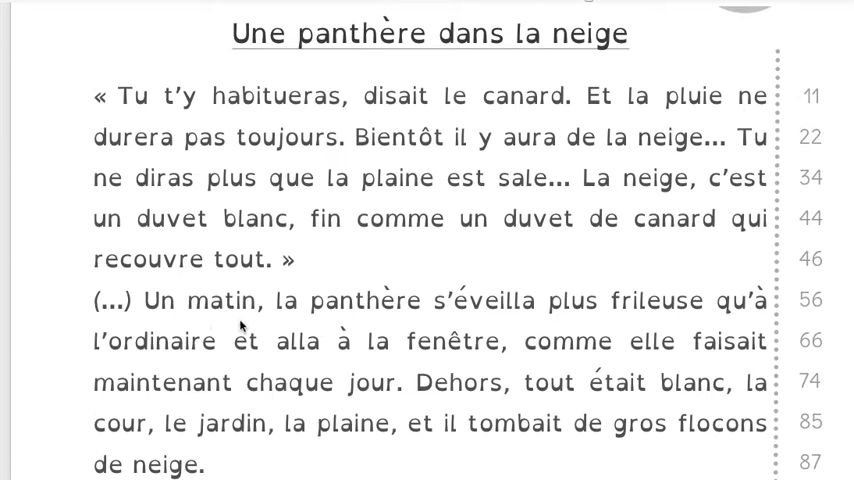 Une panthère dans la neige
« Tu t’y habitueras, disait le canard. Et la pluie ne 11
durera pas toujours. Bientôt il y aura de la neige... Tu 22
ne diras plus que la plaine est sale... La neige, c’est 34
un duvet blanc, fin comme un duvet de canard qui 44
recouvre tout. » 46
(...) Un matin, la panthère s’éveilla plus frileuse qu’à 56
l’ordinaire et alla à la fenêtre, comme elle faisait 66
maintenant chaque jour. Dehors, tout était blanc, la 74
cour, le jardin, la plaine, et il tombait de gros flocons 85
de neige. 87